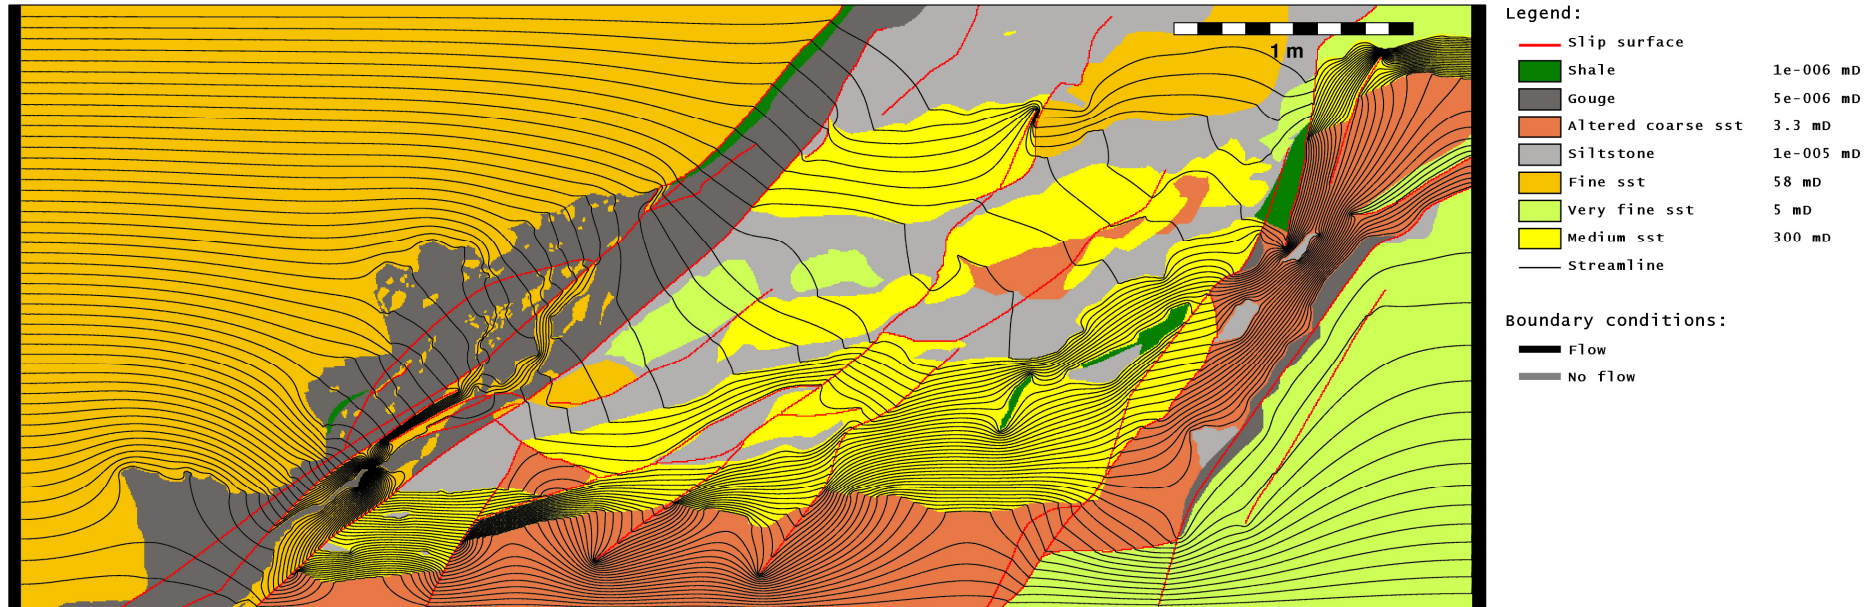 1 m
Legend:
Slip surface
Shale 1e-006 mD
Gouge 5e-006 mD
Altered coarse sst 3.3 mD
Siltstone 1e-005 mD
Fine sst 58 mD
Very fine sst 5 mD
Medium sst 300 mD
Streamline
Boundary conditions:
Flow
No flow